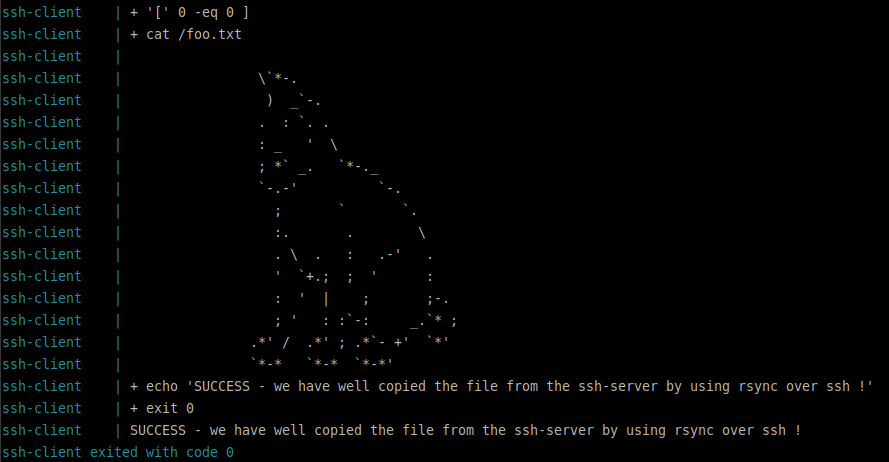 ssh-client    | + '[' 0 -eq 0 ]
ssh-client    | + cat /foo.txt
ssh-client    |
ssh-client    |                 \`*-.
ssh-client    |                  )  _`-.
ssh-client    |                 .  : `. .
ssh-client    |                 : _   '  \
ssh-client    |                 ; *` _.   `*-._
ssh-client    |                 `-.-'          `-.
ssh-client    |                   ;       `       `.
ssh-client    |                   :.       .        \
ssh-client    |                   . \  .   :   .-'   .
ssh-client    |                   '  `+.;  ;  '      :
ssh-client    |                   :  '  |    ;       ;-.
ssh-client    |                   ; '   : :`-:     _.`* ;
ssh-client    |                .*' /  .*' ; .*`- +'  `*'
ssh-client    |                `*-*   `*-*  `*-*'
ssh-client    | + echo 'SUCCESS - we have well copied the file from the ssh-server by using rsync over ssh !'
ssh-client    | + exit 0
ssh-client    | SUCCESS - we have well copied the file from the ssh-server by using rsync over ssh !
ssh-client exited with code 0